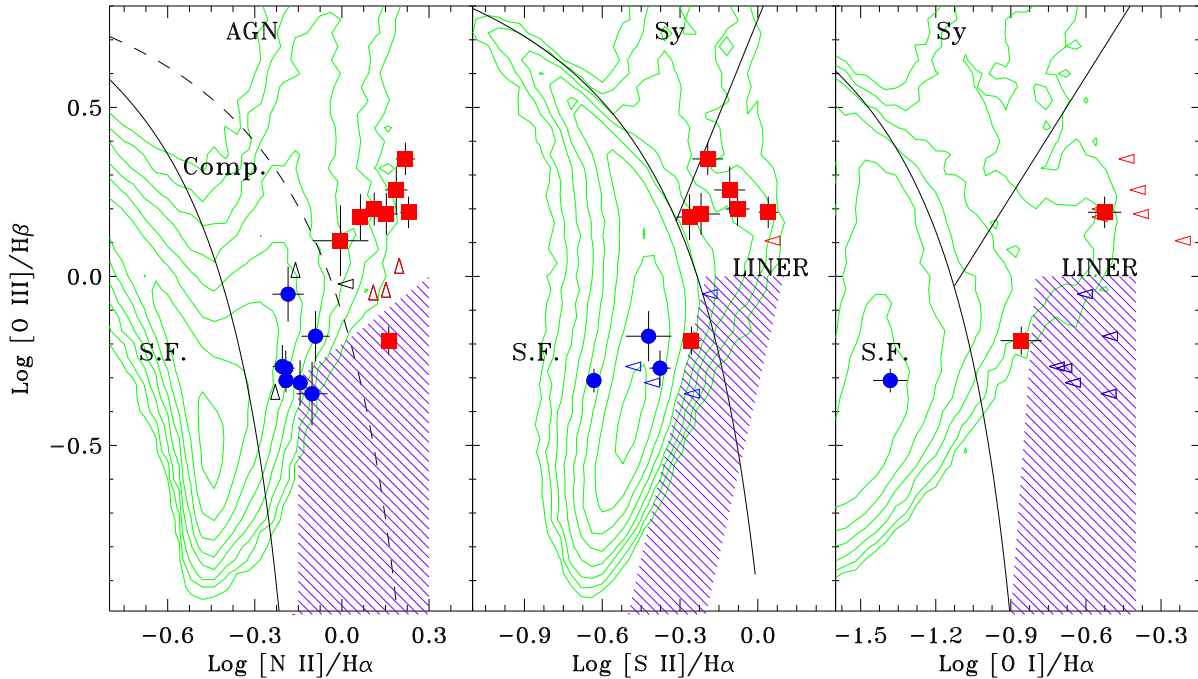 AGN
Comp.
S.F.
Sy
LINER
S.F.
Sy
LINER
S.F.
0.5
0.0
−0.5
Log [O III]/Hβ
−0.6
−0.3
0.0
0.3
−0.9
−0.6
−0.3
0.0
−1.5
−1.2
−0.9
−0.6
−0.3
Log [N II]/Hα
Log [S II]/Hα
Log [O I]/Hα